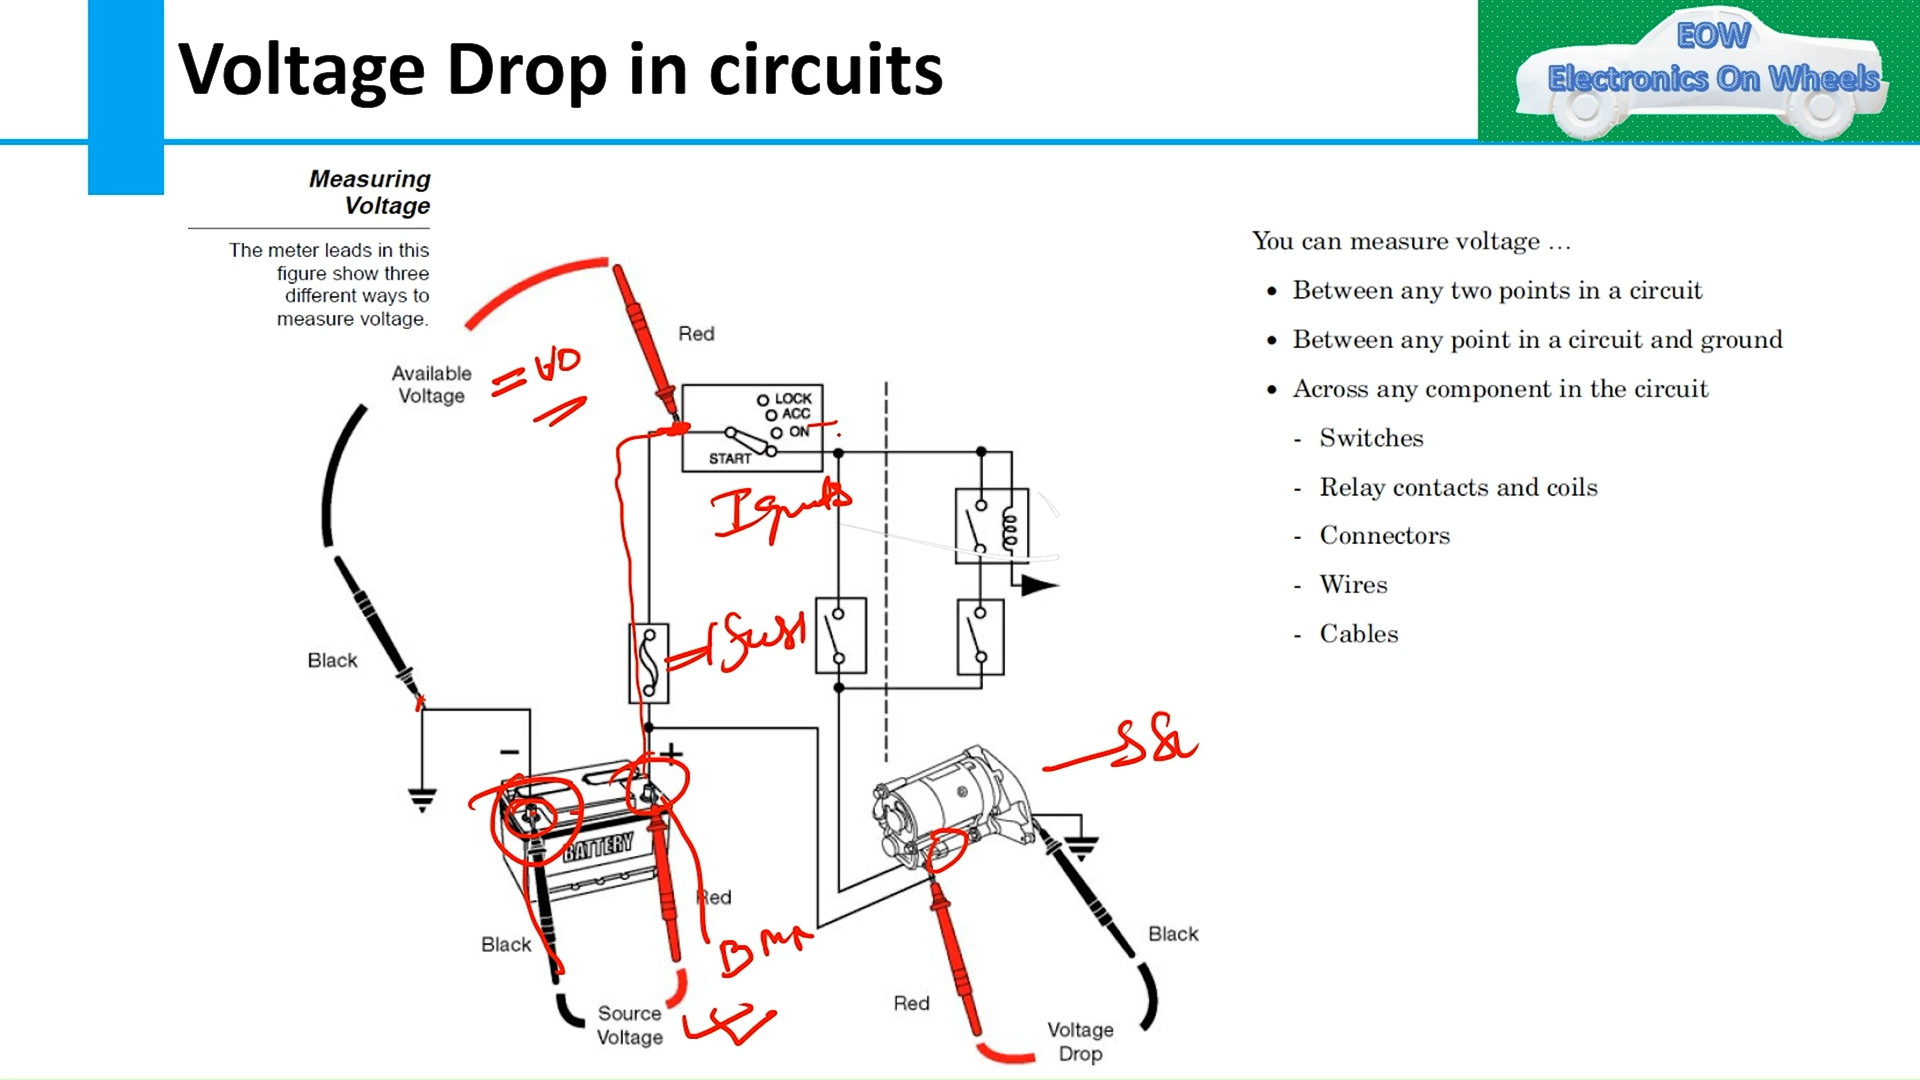 Voltage Drop in circuits
EOW
Electronics On Wheels
Measuring
Voltage
The meter leads in this
figure show three
different ways to
measure voltage.
You can measure voltage …
• Between any two points in a circuit
• Between any point in a circuit and ground
• Across any component in the circuit
- Switches
- Relay contacts and coils
- Connectors
- Wires
- Cables
Red
Available
Voltage
LOCK
ACC
ON
START
Black
−
+
BATTERY
Red
Black
Source
Voltage
Black
Red
Voltage
Drop